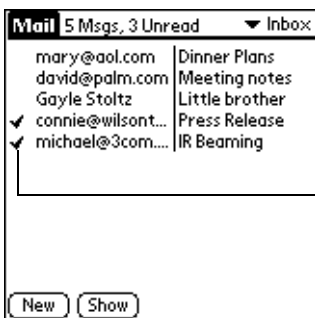 Mail 5 Msgs, 3 Unread Inbox
mary@aol.com Dinner Plans
david@palm.com Meeting notes
Gayle Stoltz Little brother
connie@wilsont... Press Release
michael@3com.... IR Beaming
New Show